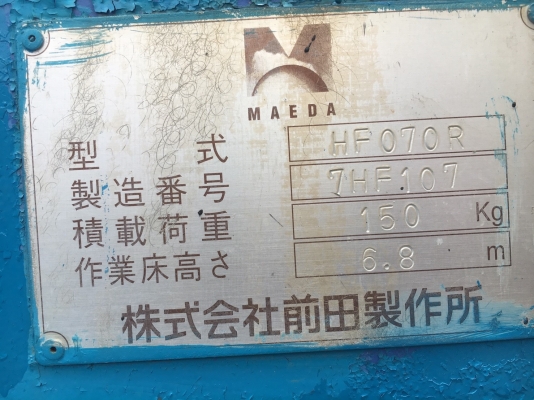 MAEDA
型式 HF070R
製造番号 7HF107
積載荷重 150 Kg
作業床高さ 6.8 m
株式会社前田製作所